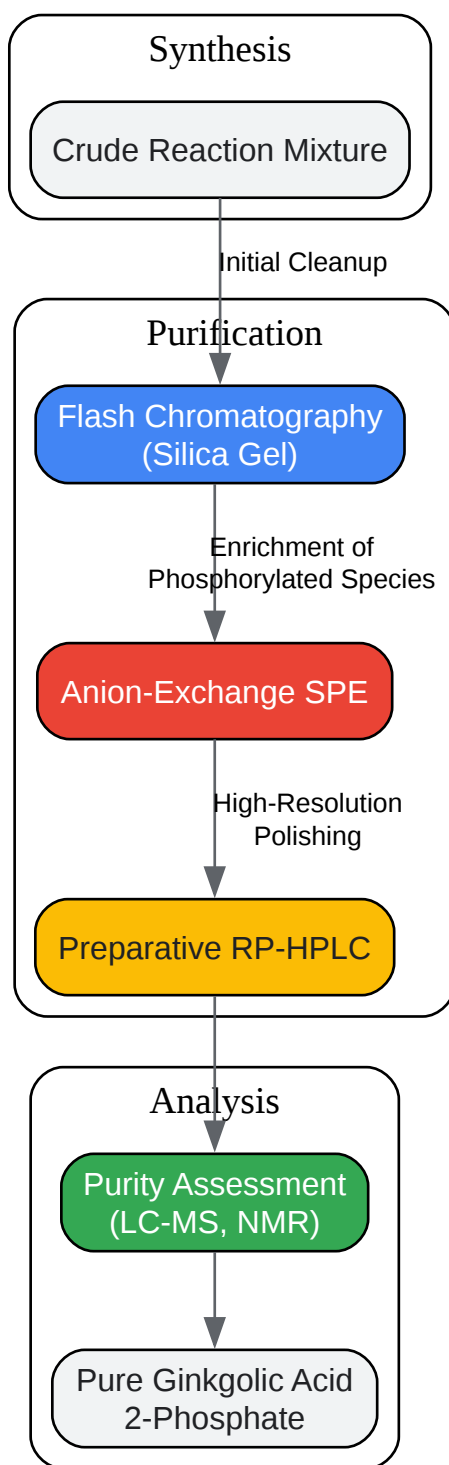 Synthesis
Crude Reaction Mixture
Initial Cleanup
Purification
Flash Chromatography
(Silica Gel)
Enrichment of
Phosphorylated Species
Anion-Exchange SPE
High-Resolution
Polishing
Preparative RP-HPLC
Analysis
Purity Assessment
(LC-MS, NMR)
Pure Ginkgolic Acid
2-Phosphate